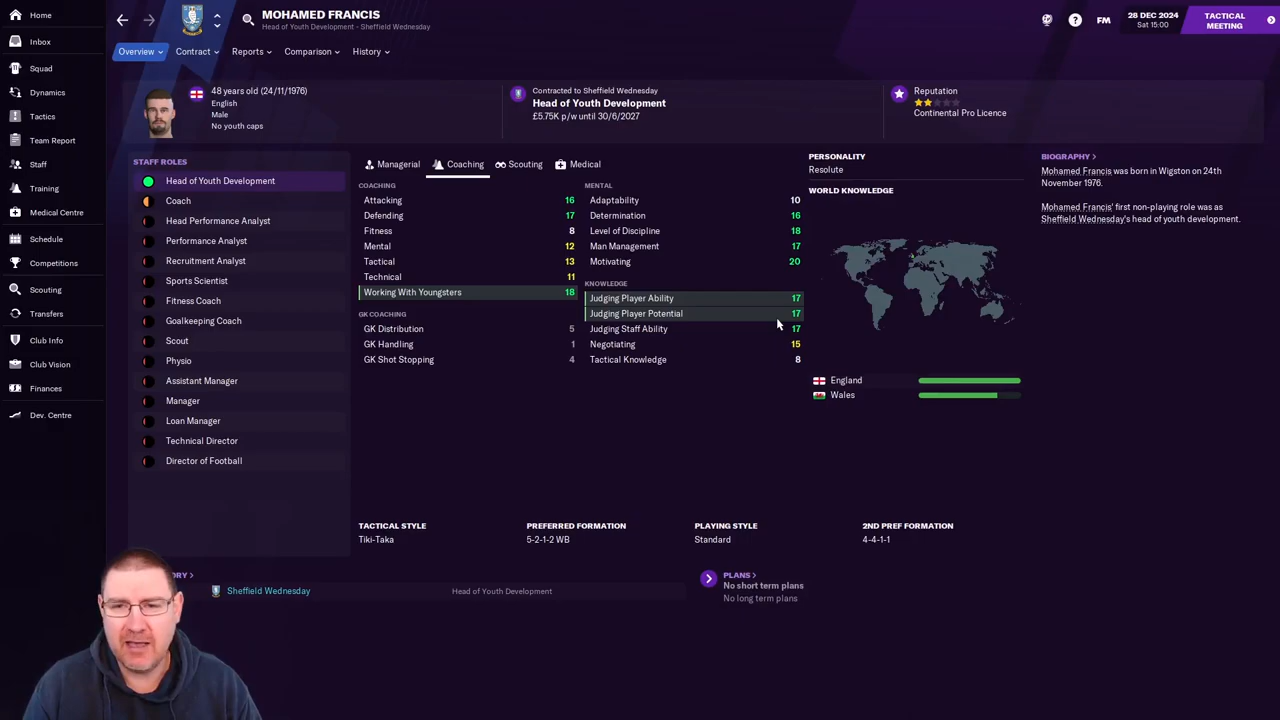 Home
Inbox
Squad
Dynamics
Tactics
Team Report
Staff
Training
Medical Centre
Schedule
Competitions
Scouting
Transfers
Club Info
Club Vision
Finances
Dev. Centre
MOHAMED FRANCIS
Head of Youth Development - Sheffield Wednesday
FM
28 DEC 2024
Sat 15:00
TACTICAL
MEETING
Overview
Contract
Reports
Comparison
History
48 years old (24/11/1976)
English
Male
No youth caps
Contracted to Sheffield Wednesday
Head of Youth Development
£5.75K p/w until 30/6/2027
Reputation
Continental Pro Licence
STAFF ROLES
Head of Youth Development
Coach
Head Performance Analyst
Performance Analyst
Recruitment Analyst
Sports Scientist
Fitness Coach
Goalkeeping Coach
Scout
Physio
Assistant Manager
Manager
Loan Manager
Technical Director
Director of Football
Managerial
Coaching
Scouting
Medical
COACHING
Attacking 16
Defending 17
Fitness 8
Mental 12
Tactical 13
Technical 11
Working With Youngsters 18
GK COACHING
GK Distribution 5
GK Handling 1
GK Shot Stopping 4
MENTAL
Adaptability 10
Determination 16
Level of Discipline 18
Man Management 17
Motivating 20
KNOWLEDGE
Judging Player Ability 17
Judging Player Potential 17
Judging Staff Ability 17
Negotiating 15
Tactical Knowledge 8
PERSONALITY
Resolute
WORLD KNOWLEDGE
England
Wales
BIOGRAPHY >
Mohamed Francis was born in Wigston on 24th
November 1976.
Mohamed Francis' first non-playing role was as
Sheffield Wednesday's head of youth development.
TACTICAL STYLE
Tiki-Taka
PREFERRED FORMATION
5-2-1-2 WB
PLAYING STYLE
Standard
2ND PREF FORMATION
4-4-1-1
ORY >
Sheffield Wednesday
Head of Youth Development
PLANS >
No short term plans
No long term plans